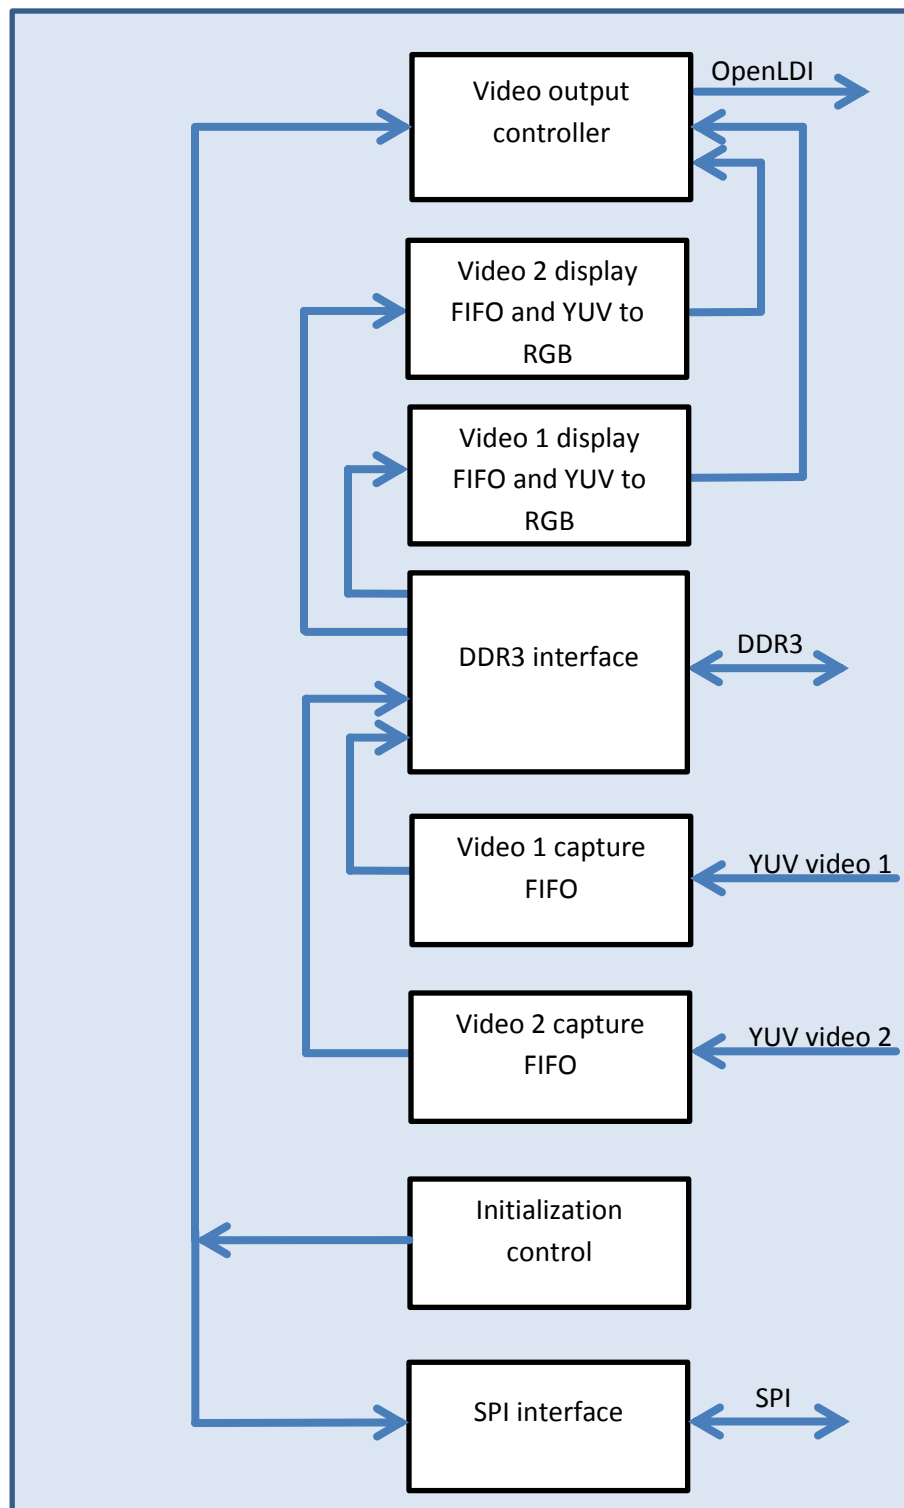 OpenLDI
Video output
controller
Video 2 display
FIFO and YUV to
RGB
Video 1 display
FIFO and YUV to
RGB
DDR3 interface
DDR3
Video 1 capture
FIFO
YUV video 1
Video 2 capture
FIFO
YUV video 2
Initialization
control
SPI interface
SPI